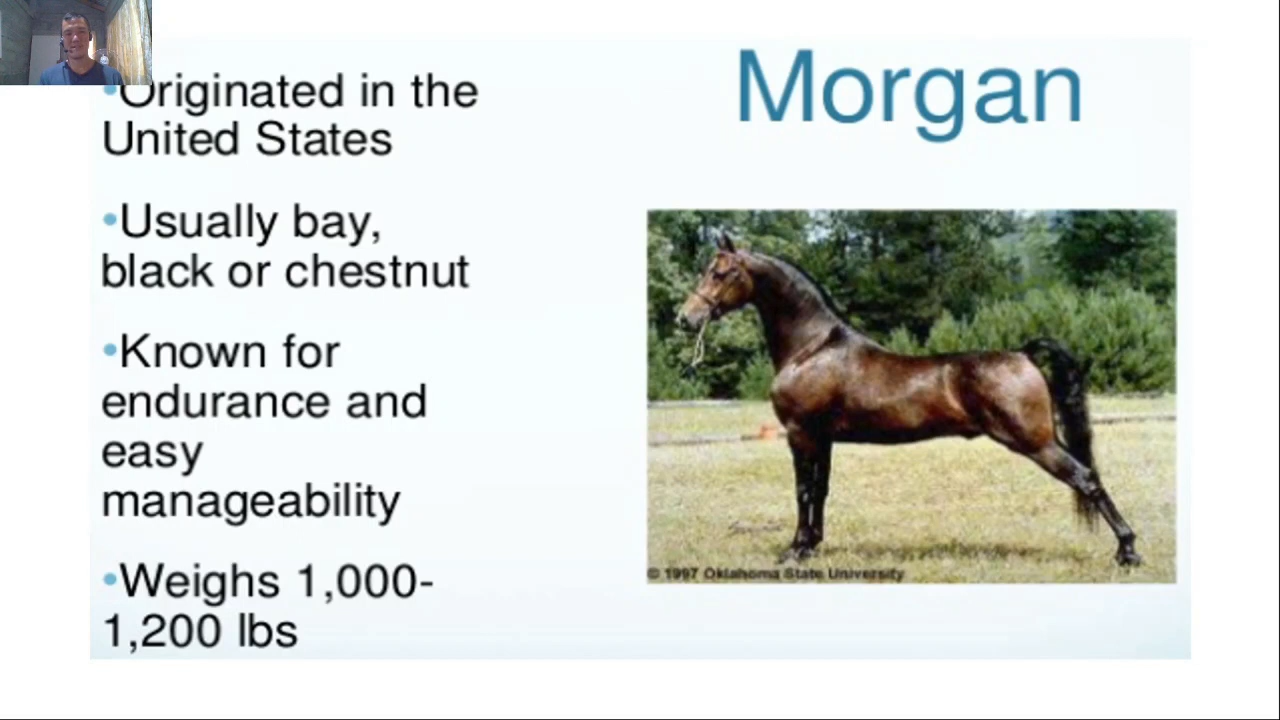 Morgan
•Originated in the
United States
•Usually bay,
black or chestnut
•Known for
endurance and
easy
manageability
•Weighs 1,000-
1,200 lbs
© 1997 Oklahoma State University